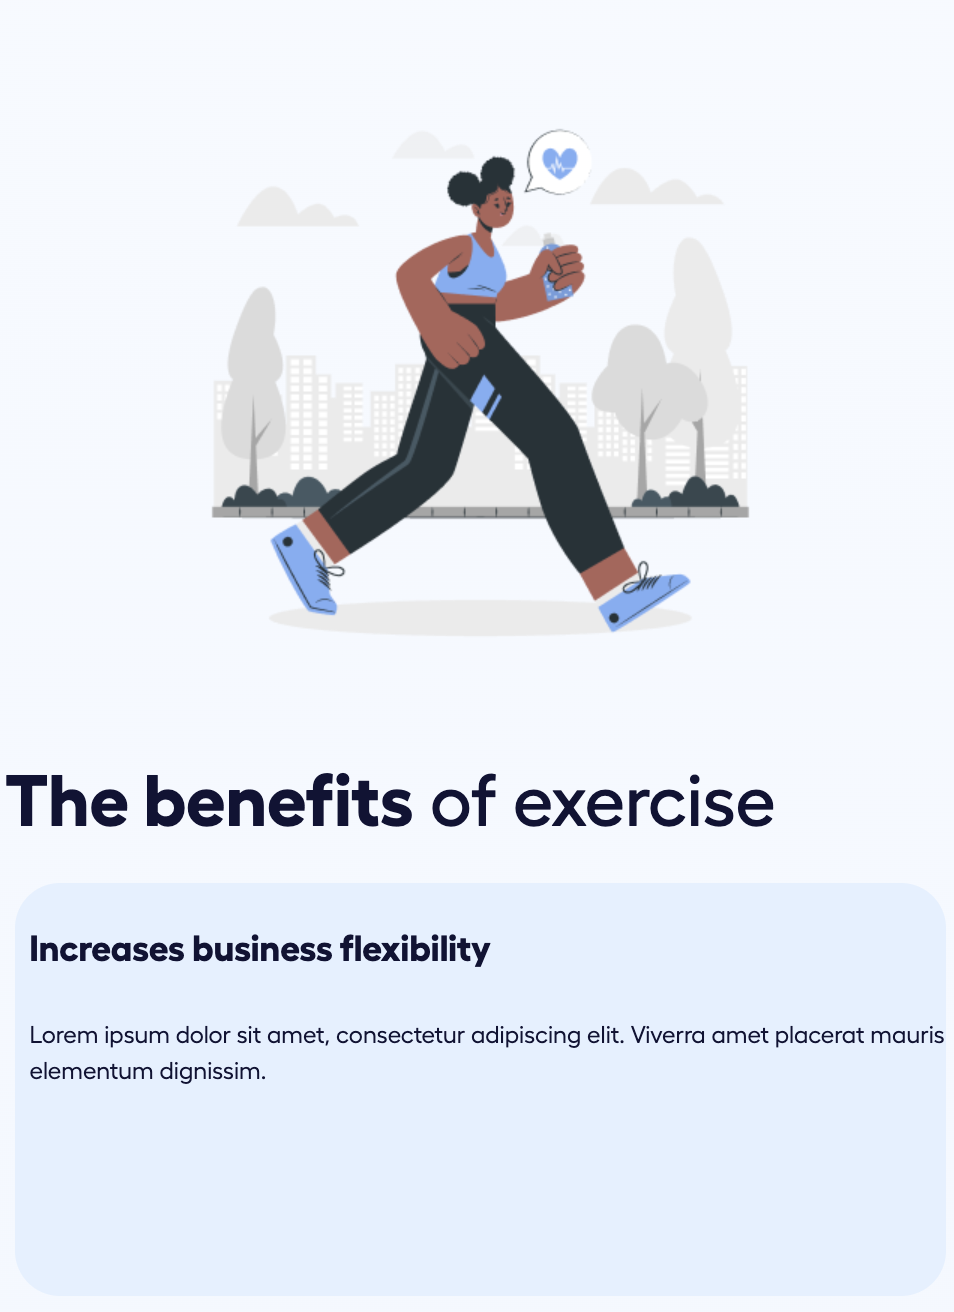 The benefits of exercise
Increases business flexibility
Lorem ipsum dolor sit amet, consectetur adipiscing elit. Viverra amet placerat mauris
elementum dignissim.